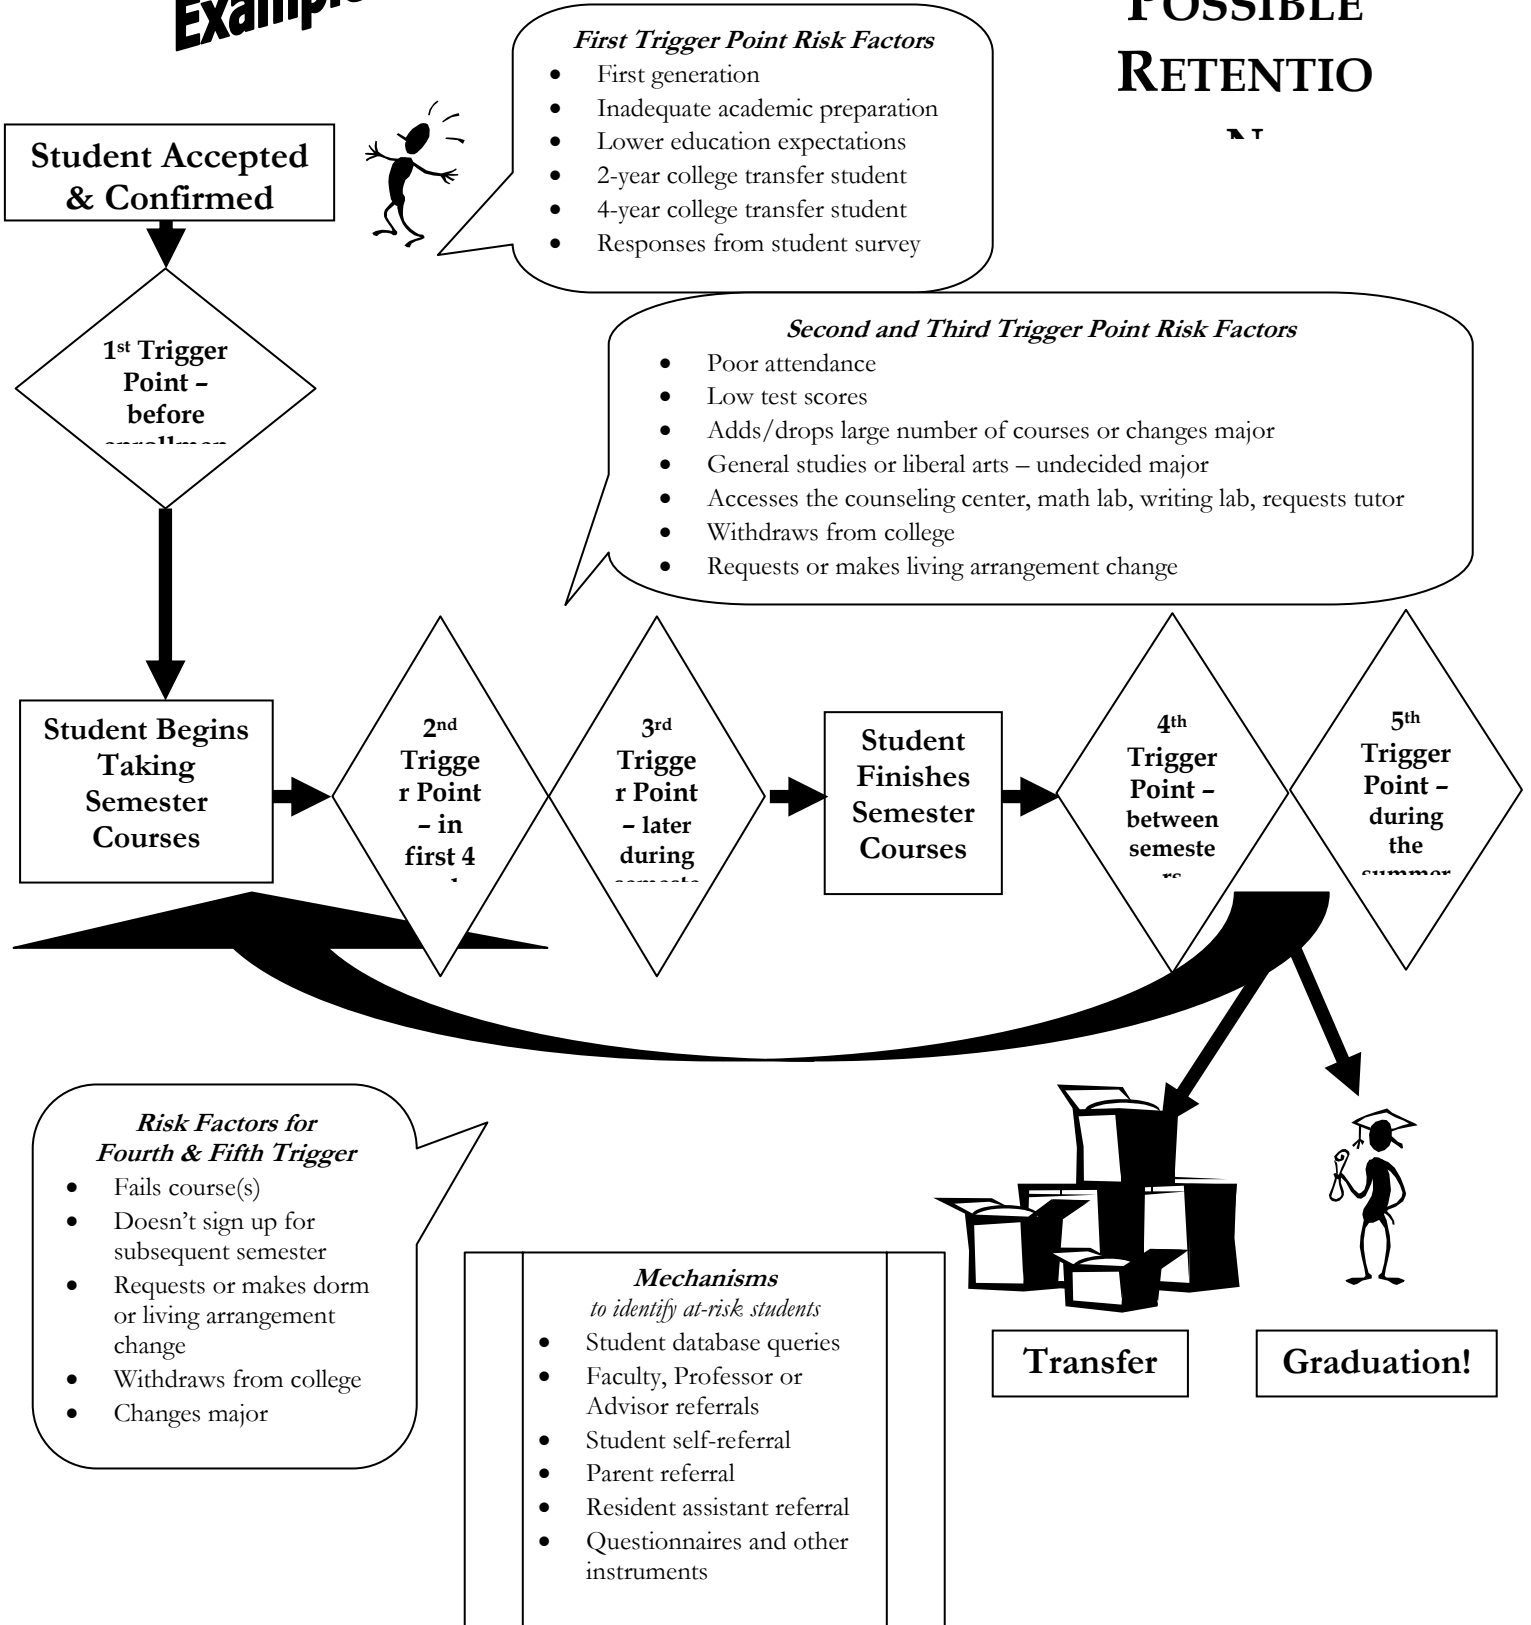 Example
POSSIBLE
RETENTIO
N
First Trigger Point Risk Factors
• First generation
• Inadequate academic preparation
• Lower education expectations
• 2-year college transfer student
• 4-year college transfer student
• Responses from student survey
Student Accepted
& Confirmed
1st Trigger
Point –
before
Second and Third Trigger Point Risk Factors
• Poor attendance
• Low test scores
• Adds/drops large number of courses or changes major
• General studies or liberal arts – undecided major
• Accesses the counseling center, math lab, writing lab, requests tutor
• Withdraws from college
• Requests or makes living arrangement change
Student Begins
Taking
Semester
Courses
2nd
Trigge
r Point
– in
first 4
3rd
Trigge
r Point
– later
during
Student
Finishes
Semester
Courses
4th
Trigger
Point –
between
semeste
rs
5th
Trigger
Point –
during
the
summer
Risk Factors for
Fourth & Fifth Trigger
• Fails course(s)
• Doesn’t sign up for
subsequent semester
• Requests or makes dorm
or living arrangement
change
• Withdraws from college
• Changes major
Mechanisms
to identify at-risk students
• Student database queries
• Faculty, Professor or
Advisor referrals
• Student self-referral
• Parent referral
• Resident assistant referral
• Questionnaires and other
instruments
Transfer
Graduation!